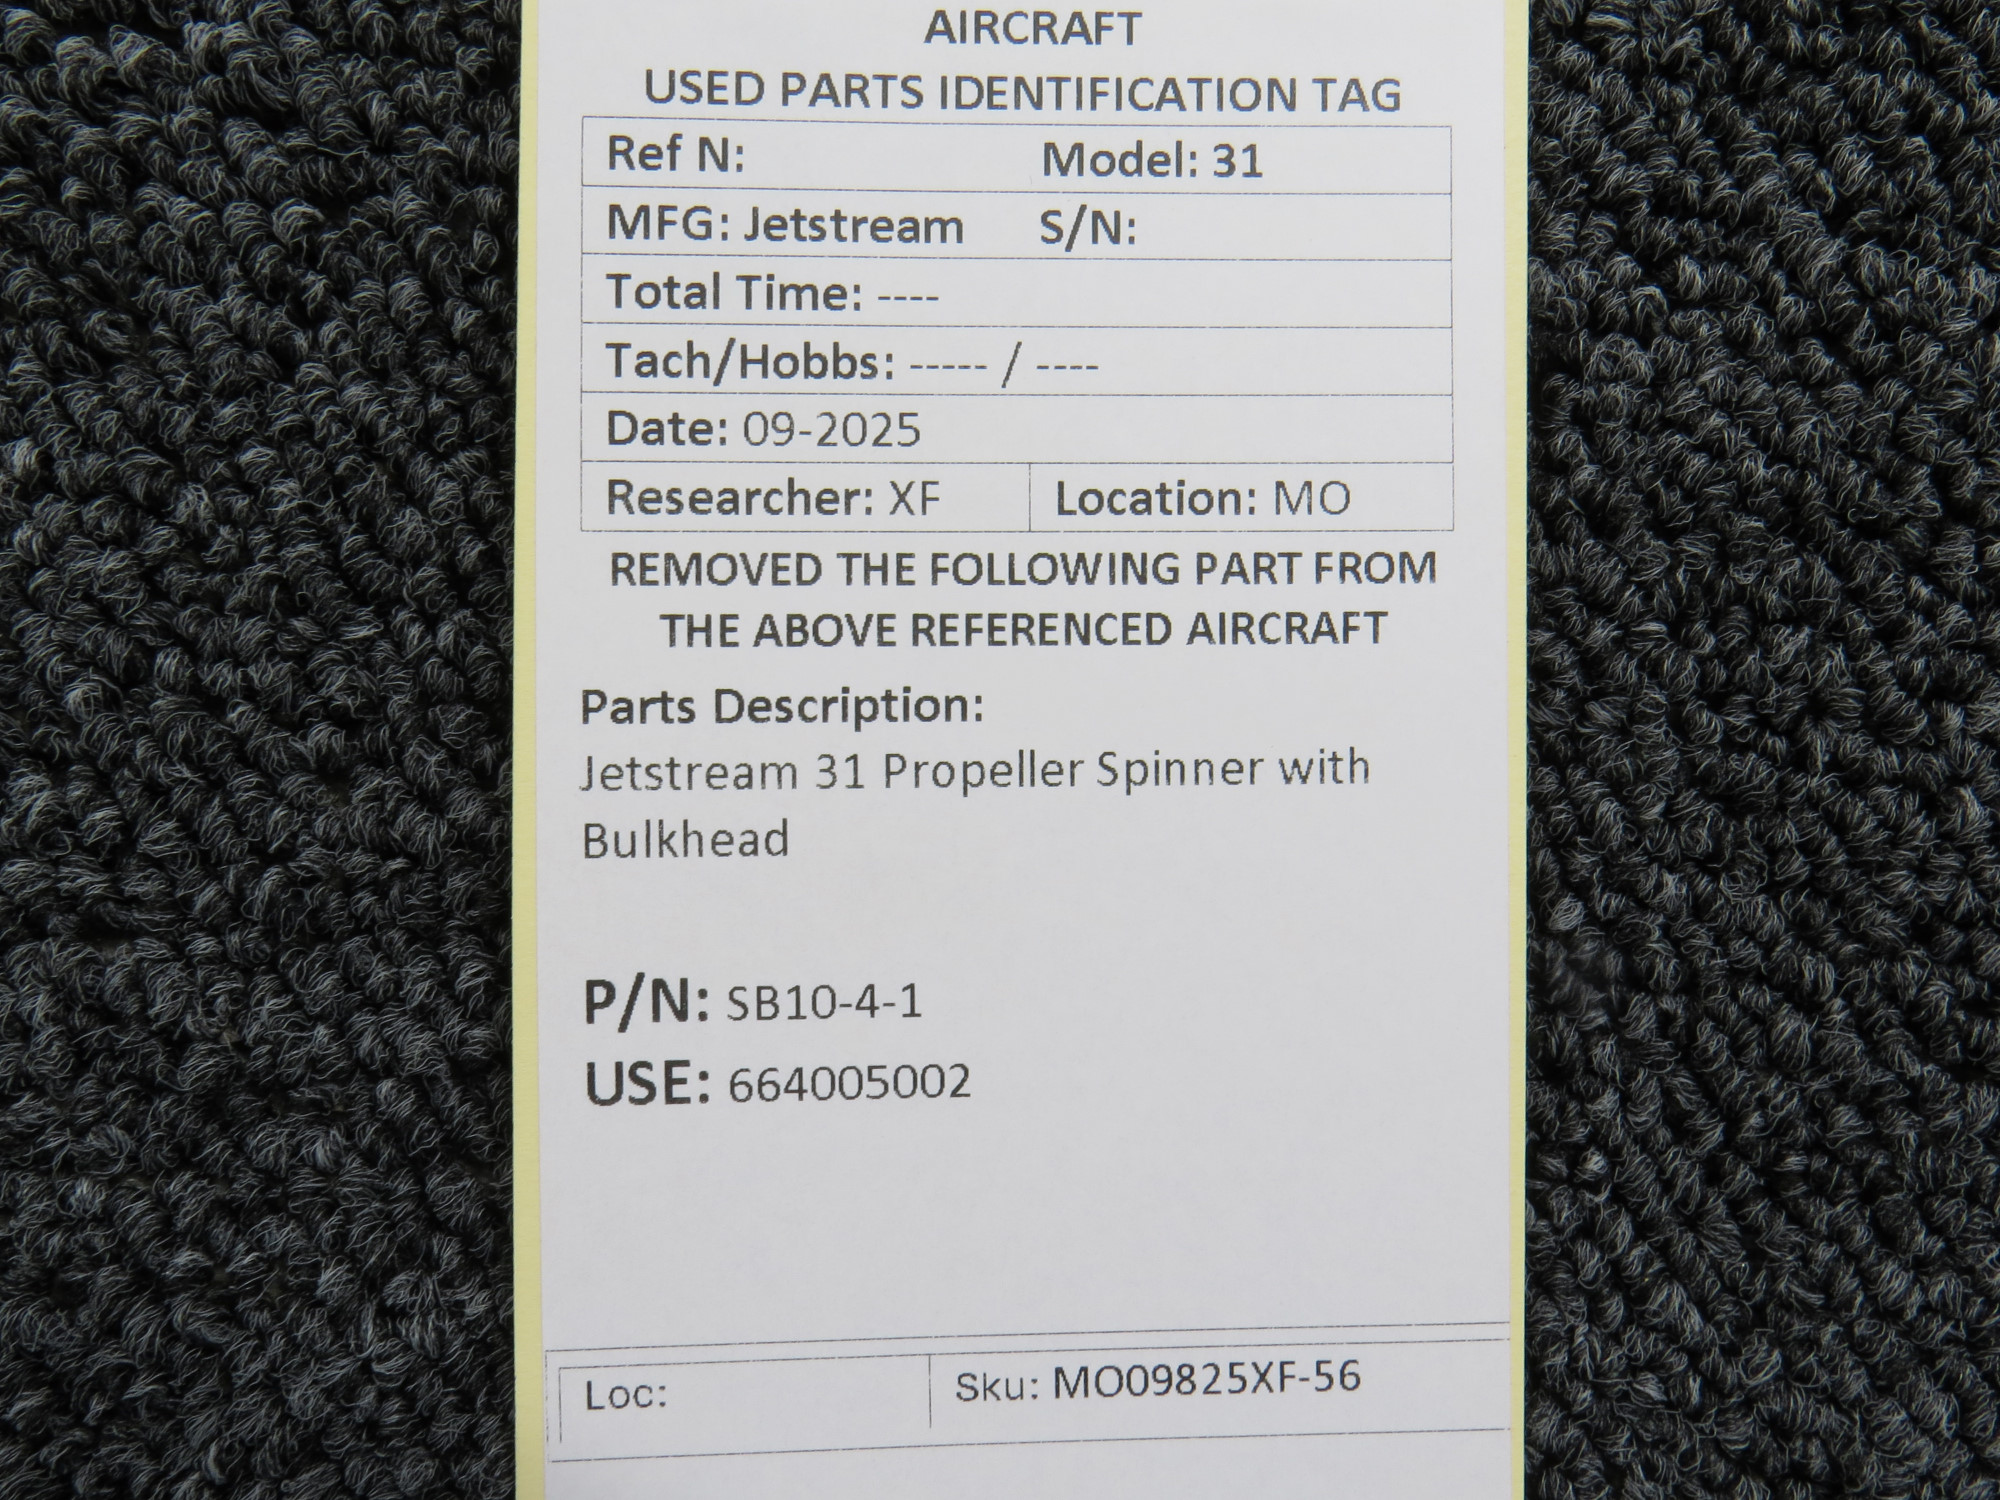 AIRCRAFT
USED PARTS IDENTIFICATION TAG
Ref N: Model: 31
MFG: Jetstream S/N:
Total Time: ----
Tach/Hobbs: ----- / ----
Date: 09-2025
Researcher: XF Location: MO
REMOVED THE FOLLOWING PART FROM
THE ABOVE REFERENCED AIRCRAFT
Parts Description:
Jetstream 31 Propeller Spinner with
Bulkhead
P/N: SB10-4-1
USE: 664005002
Loc: Sku: MO09825XF-56